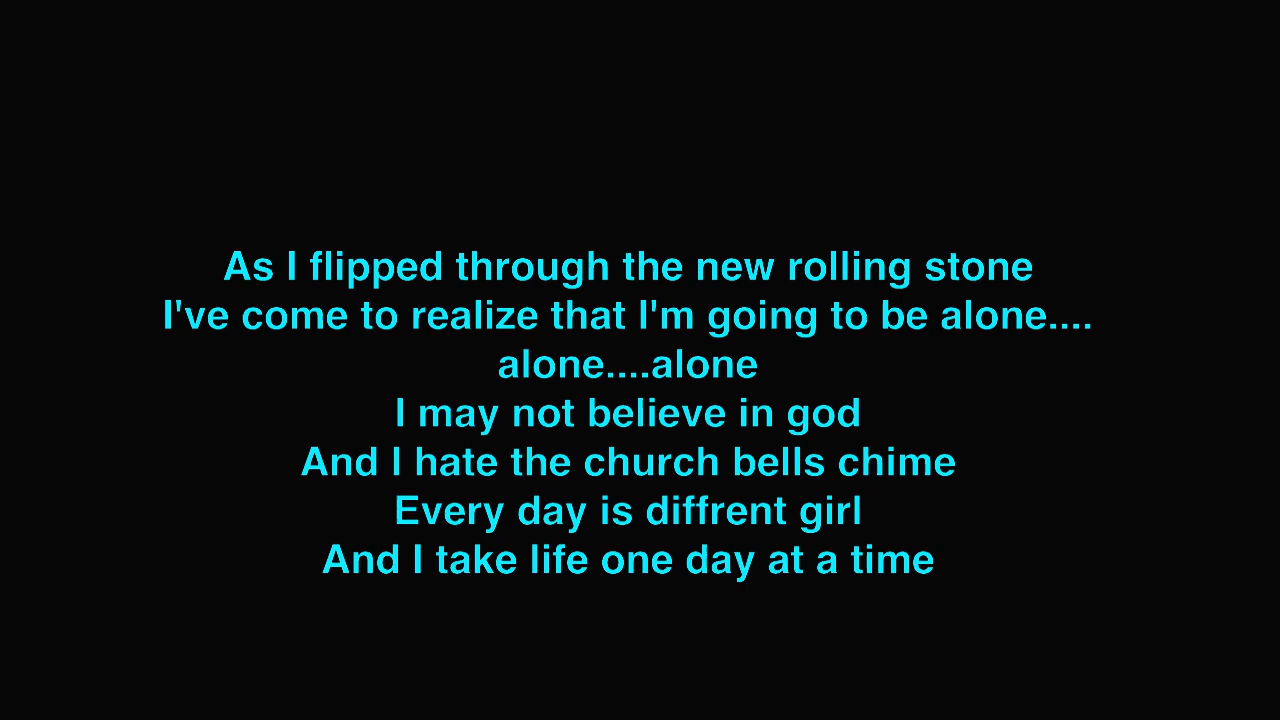 As I flipped through the new rolling stone
I've come to realize that I'm going to be alone....
alone....alone
I may not believe in god
And I hate the church bells chime
Every day is diffrent girl
And I take life one day at a time